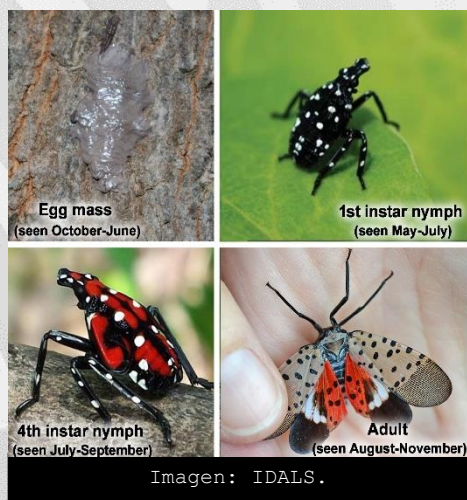 Egg mass
(seen October-June)
1st instar nymph
(seen May-July)
4th instar nymph
(seen July-September)
Adult
(seen August-November)
Imagen: IDALS.